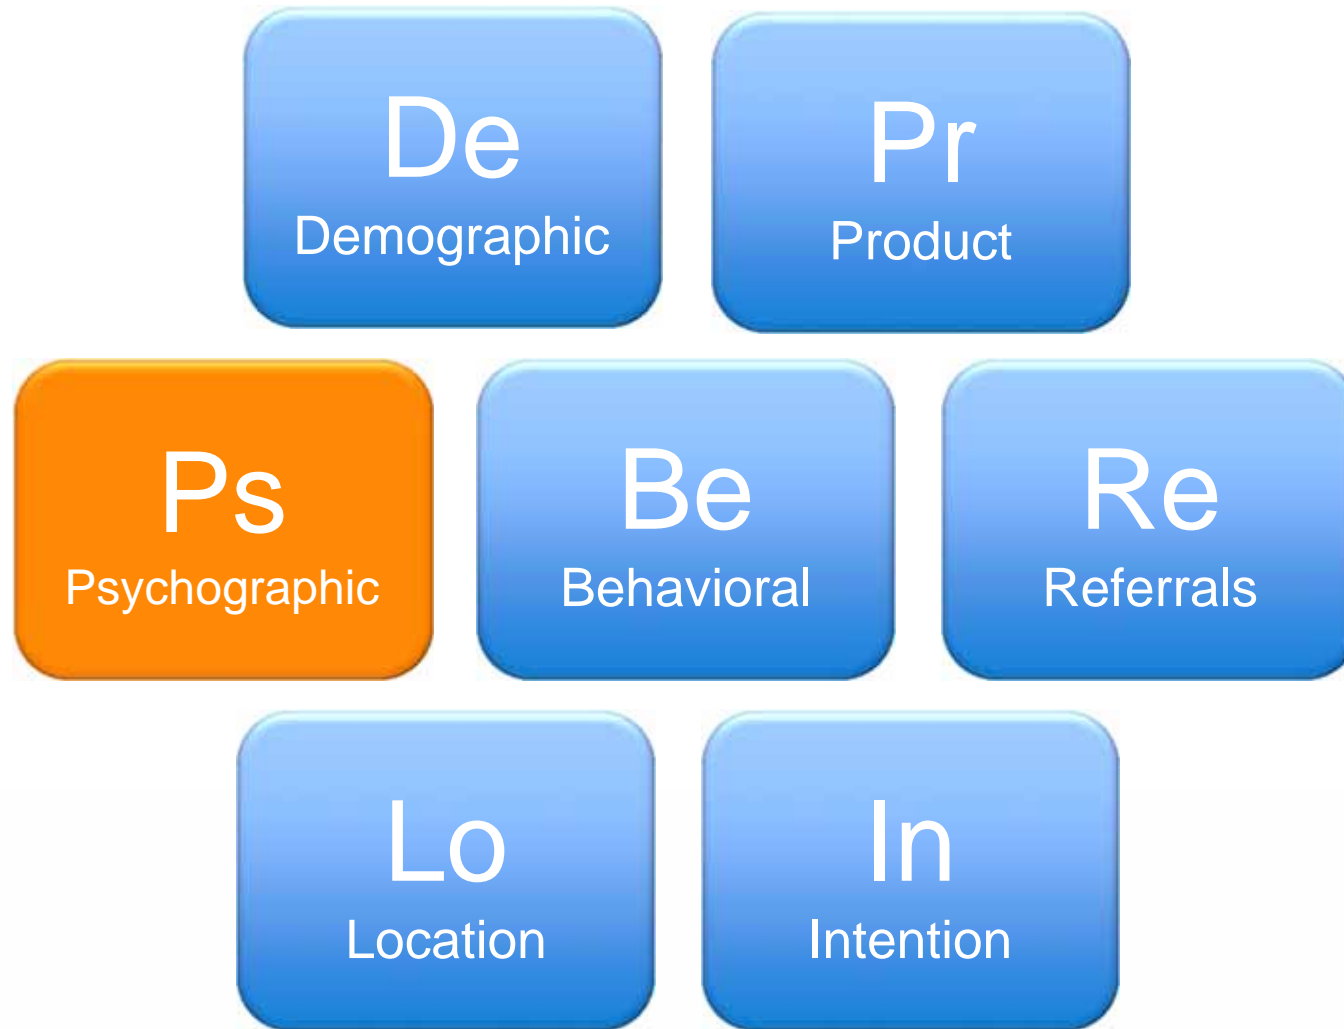 De
Demographic
Pr
Product
Ps
Psychographic
Be
Behavioral
Re
Referrals
Lo
Location
In
Intention